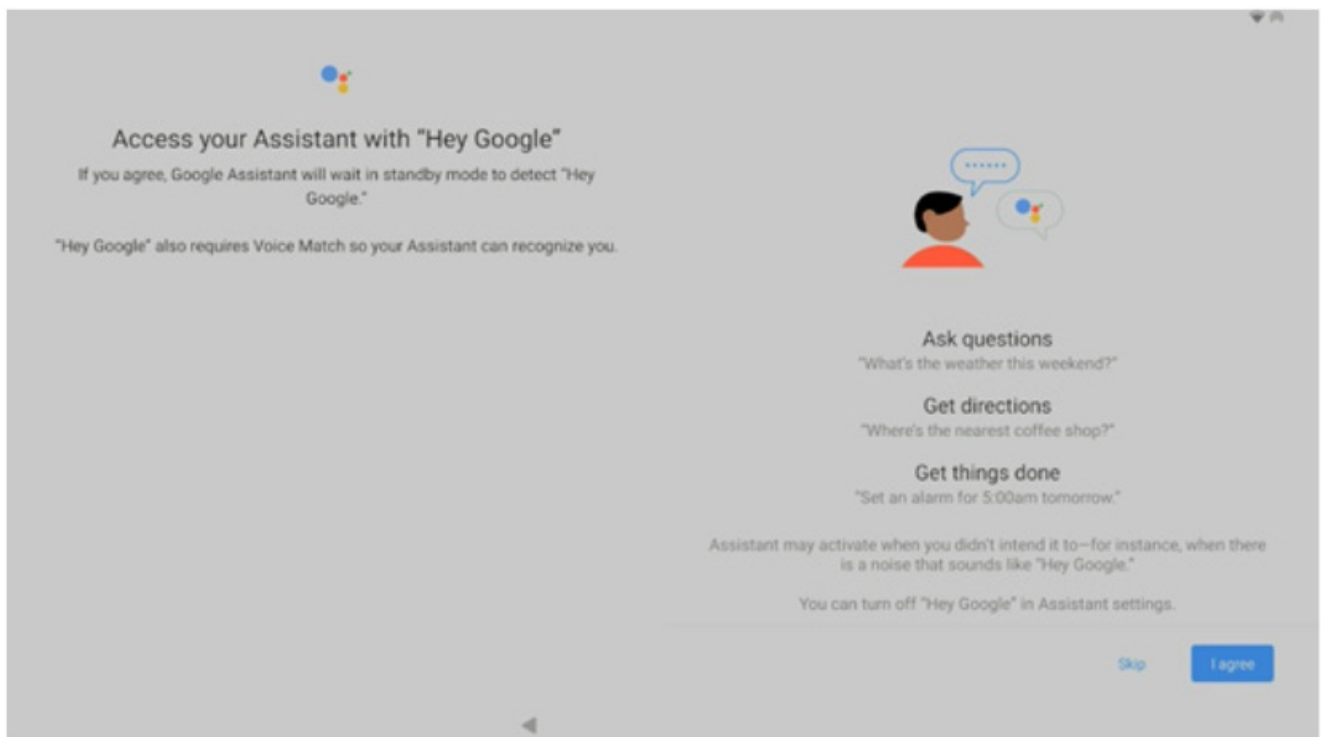 Access your Assistant with "Hey Google"
If you agree, Google Assistant will wait in standby mode to detect "Hey
Google."
"Hey Google" also requires Voice Match so your Assistant can recognize you.
Ask questions
"What's the weather this weekend?"
Get directions
"Where's the nearest coffee shop?"
Get things done
"Set an alarm for 5:00am tomorrow."
Assistant may activate when you didn't intend it to—for instance, when there
is a noise that sounds like "Hey Google."
You can turn off "Hey Google" in Assistant settings.
Skip
I agree